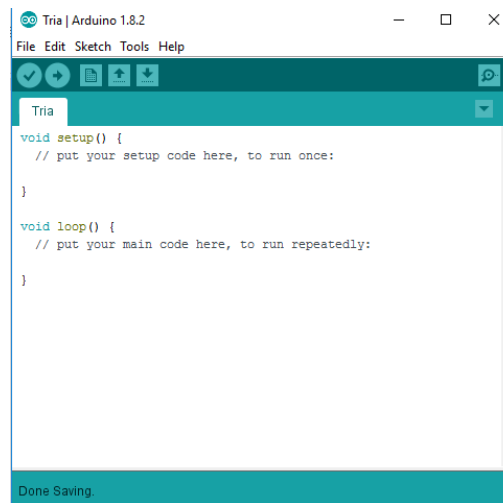 Tria | Arduino 1.8.2
File Edit Sketch Tools Help
Tria
void setup() {
  // put your setup code here, to run once:
}
void loop() {
  // put your main code here, to run repeatedly:
}
Done Saving.